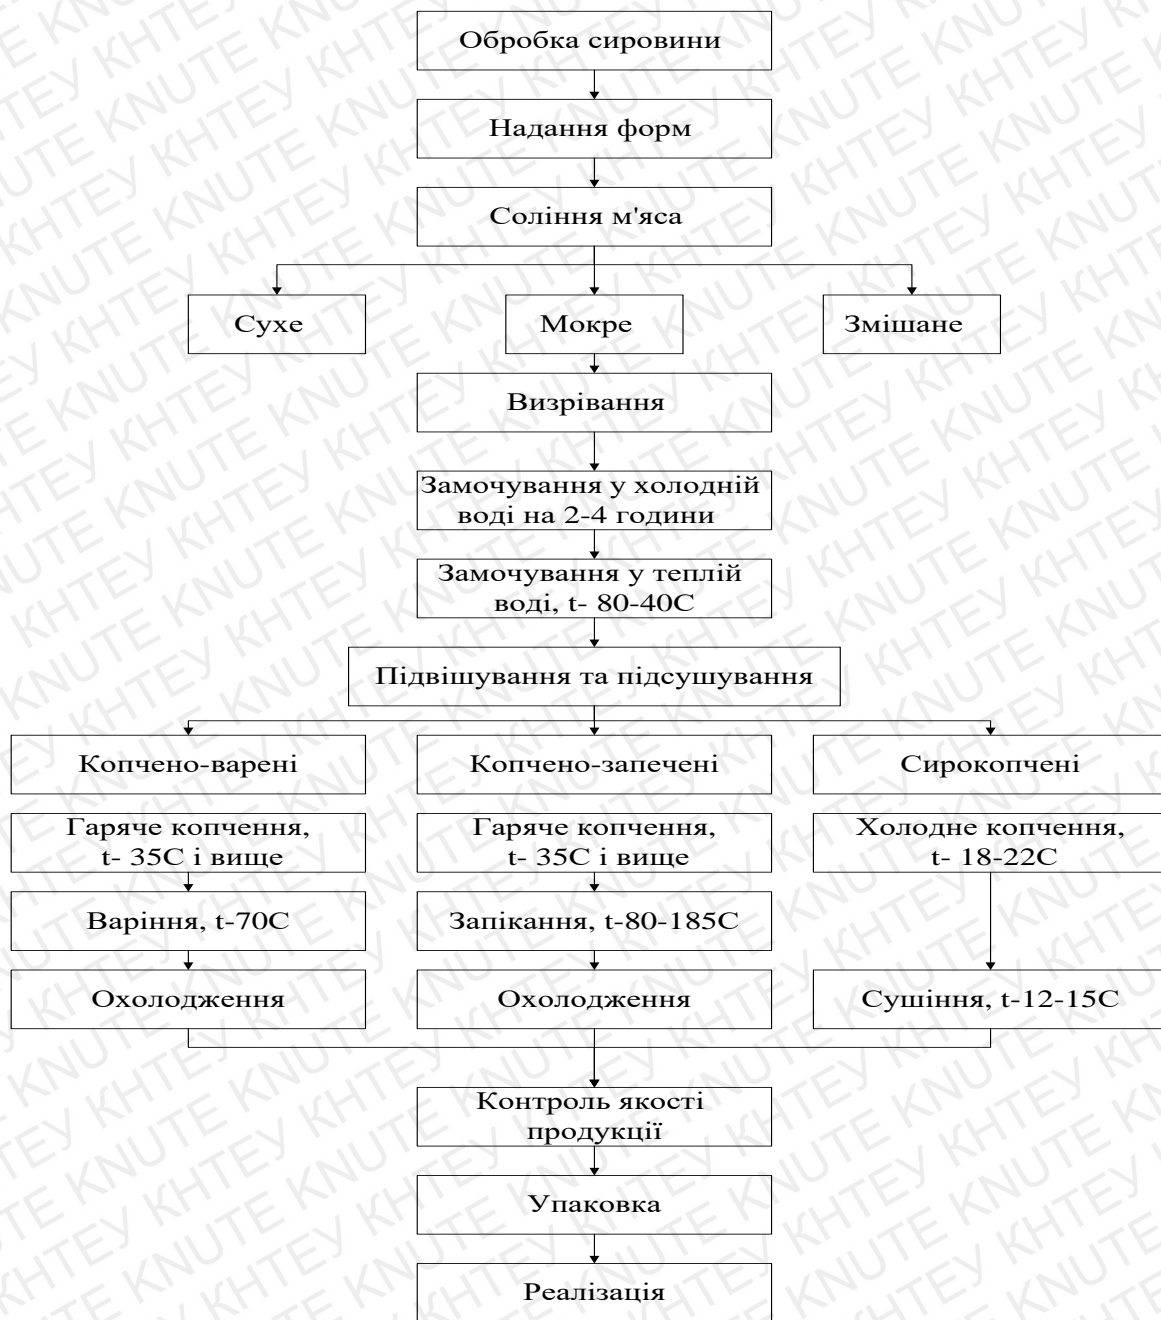 Обробка сировини
Надання форм
Соління м'яса
Сухе
Мокре
Змішане
Визрівання
Замочування у холодній
воді на 2-4 години
Замочування у теплій
воді, t- 80-40С
Підвішування та підсушування
Копчено-варені
Копчено-запечені
Сирокопчені
Гаряче копчення,
t- 35С і вище
Гаряче копчення,
t- 35С і вище
Холодне копчення,
t- 18-22С
Варіння, t-70С
Запікання, t-80-185С
Охолодження
Охолодження
Сушіння, t-12-15С
Контроль якості
продукції
Упаковка
Реалізація